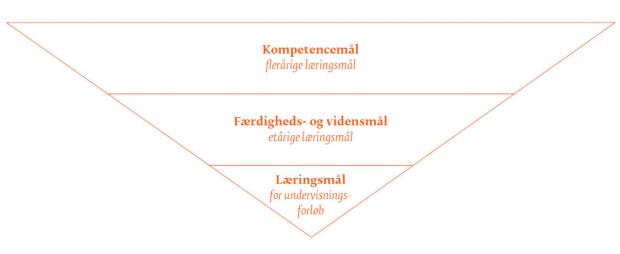 Kompetencemål
flerårige læringsmål
Færdigheds- og vidensmål
etårige læringsmål
Læringsmål
for undervisnings-
forløb